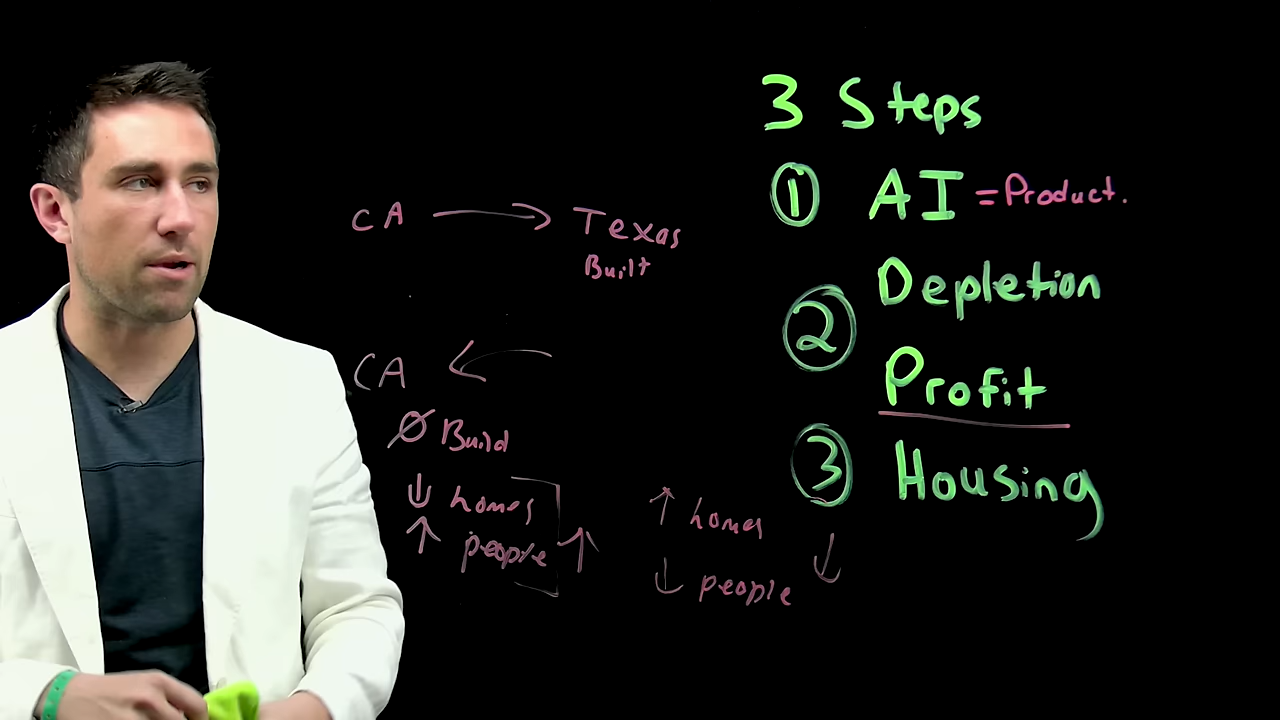 3 Steps
① AI = Product.
② Depletion
Profit
③ Housing
CA → Texas
Built
CA ←
Ø Build
↓ homes
↑ people ↑
↑ homes
↓ people ↓